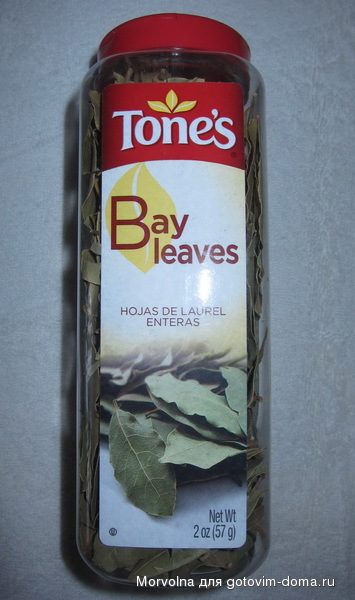 Tone's
Bay
leaves
HOJAS DE LAUREL
ENTERAS
Net Wt
2 oz (57 g)
Morvolna для gotovim-doma.ru